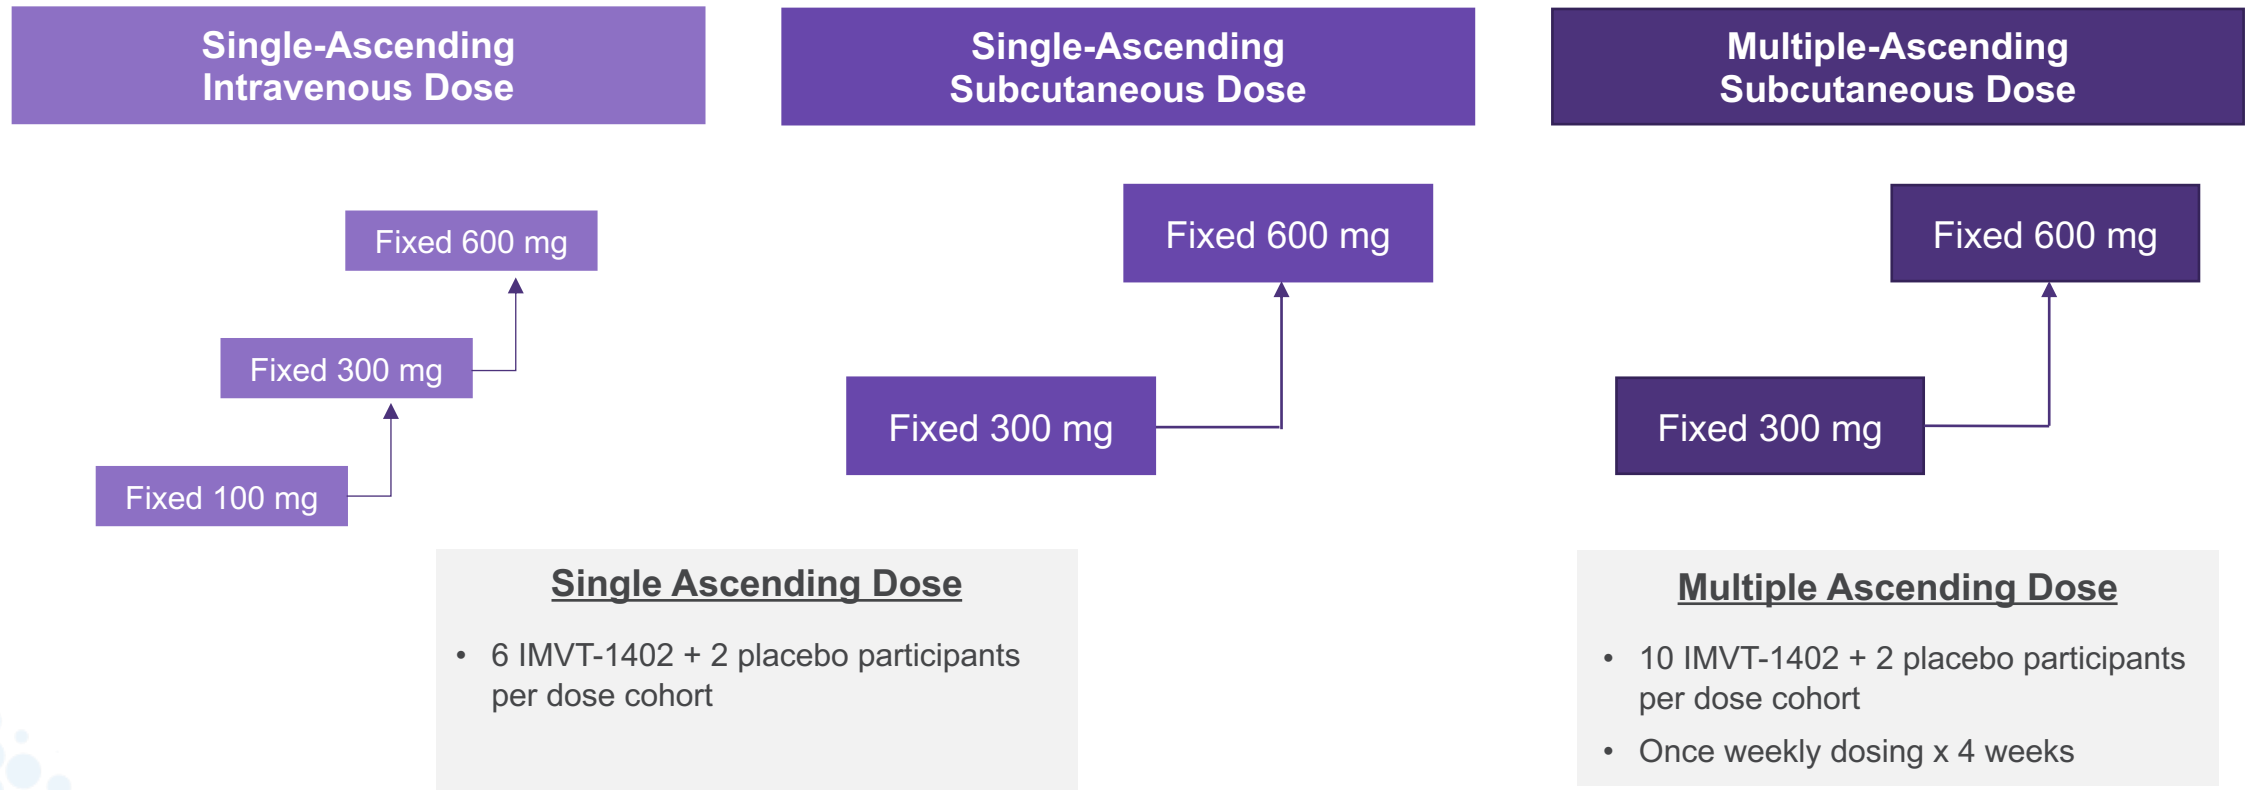 Single-Ascending
Intravenous Dose
Single-Ascending
Subcutaneous Dose
Multiple-Ascending
Subcutaneous Dose
Fixed 600 mg
Fixed 300 mg
Fixed 100 mg
Fixed 600 mg
Fixed 300 mg
Fixed 600 mg
Fixed 300 mg
Single Ascending Dose
• 6 IMVT-1402 + 2 placebo participants
per dose cohort
Multiple Ascending Dose
• 10 IMVT-1402 + 2 placebo participants
per dose cohort
• Once weekly dosing x 4 weeks